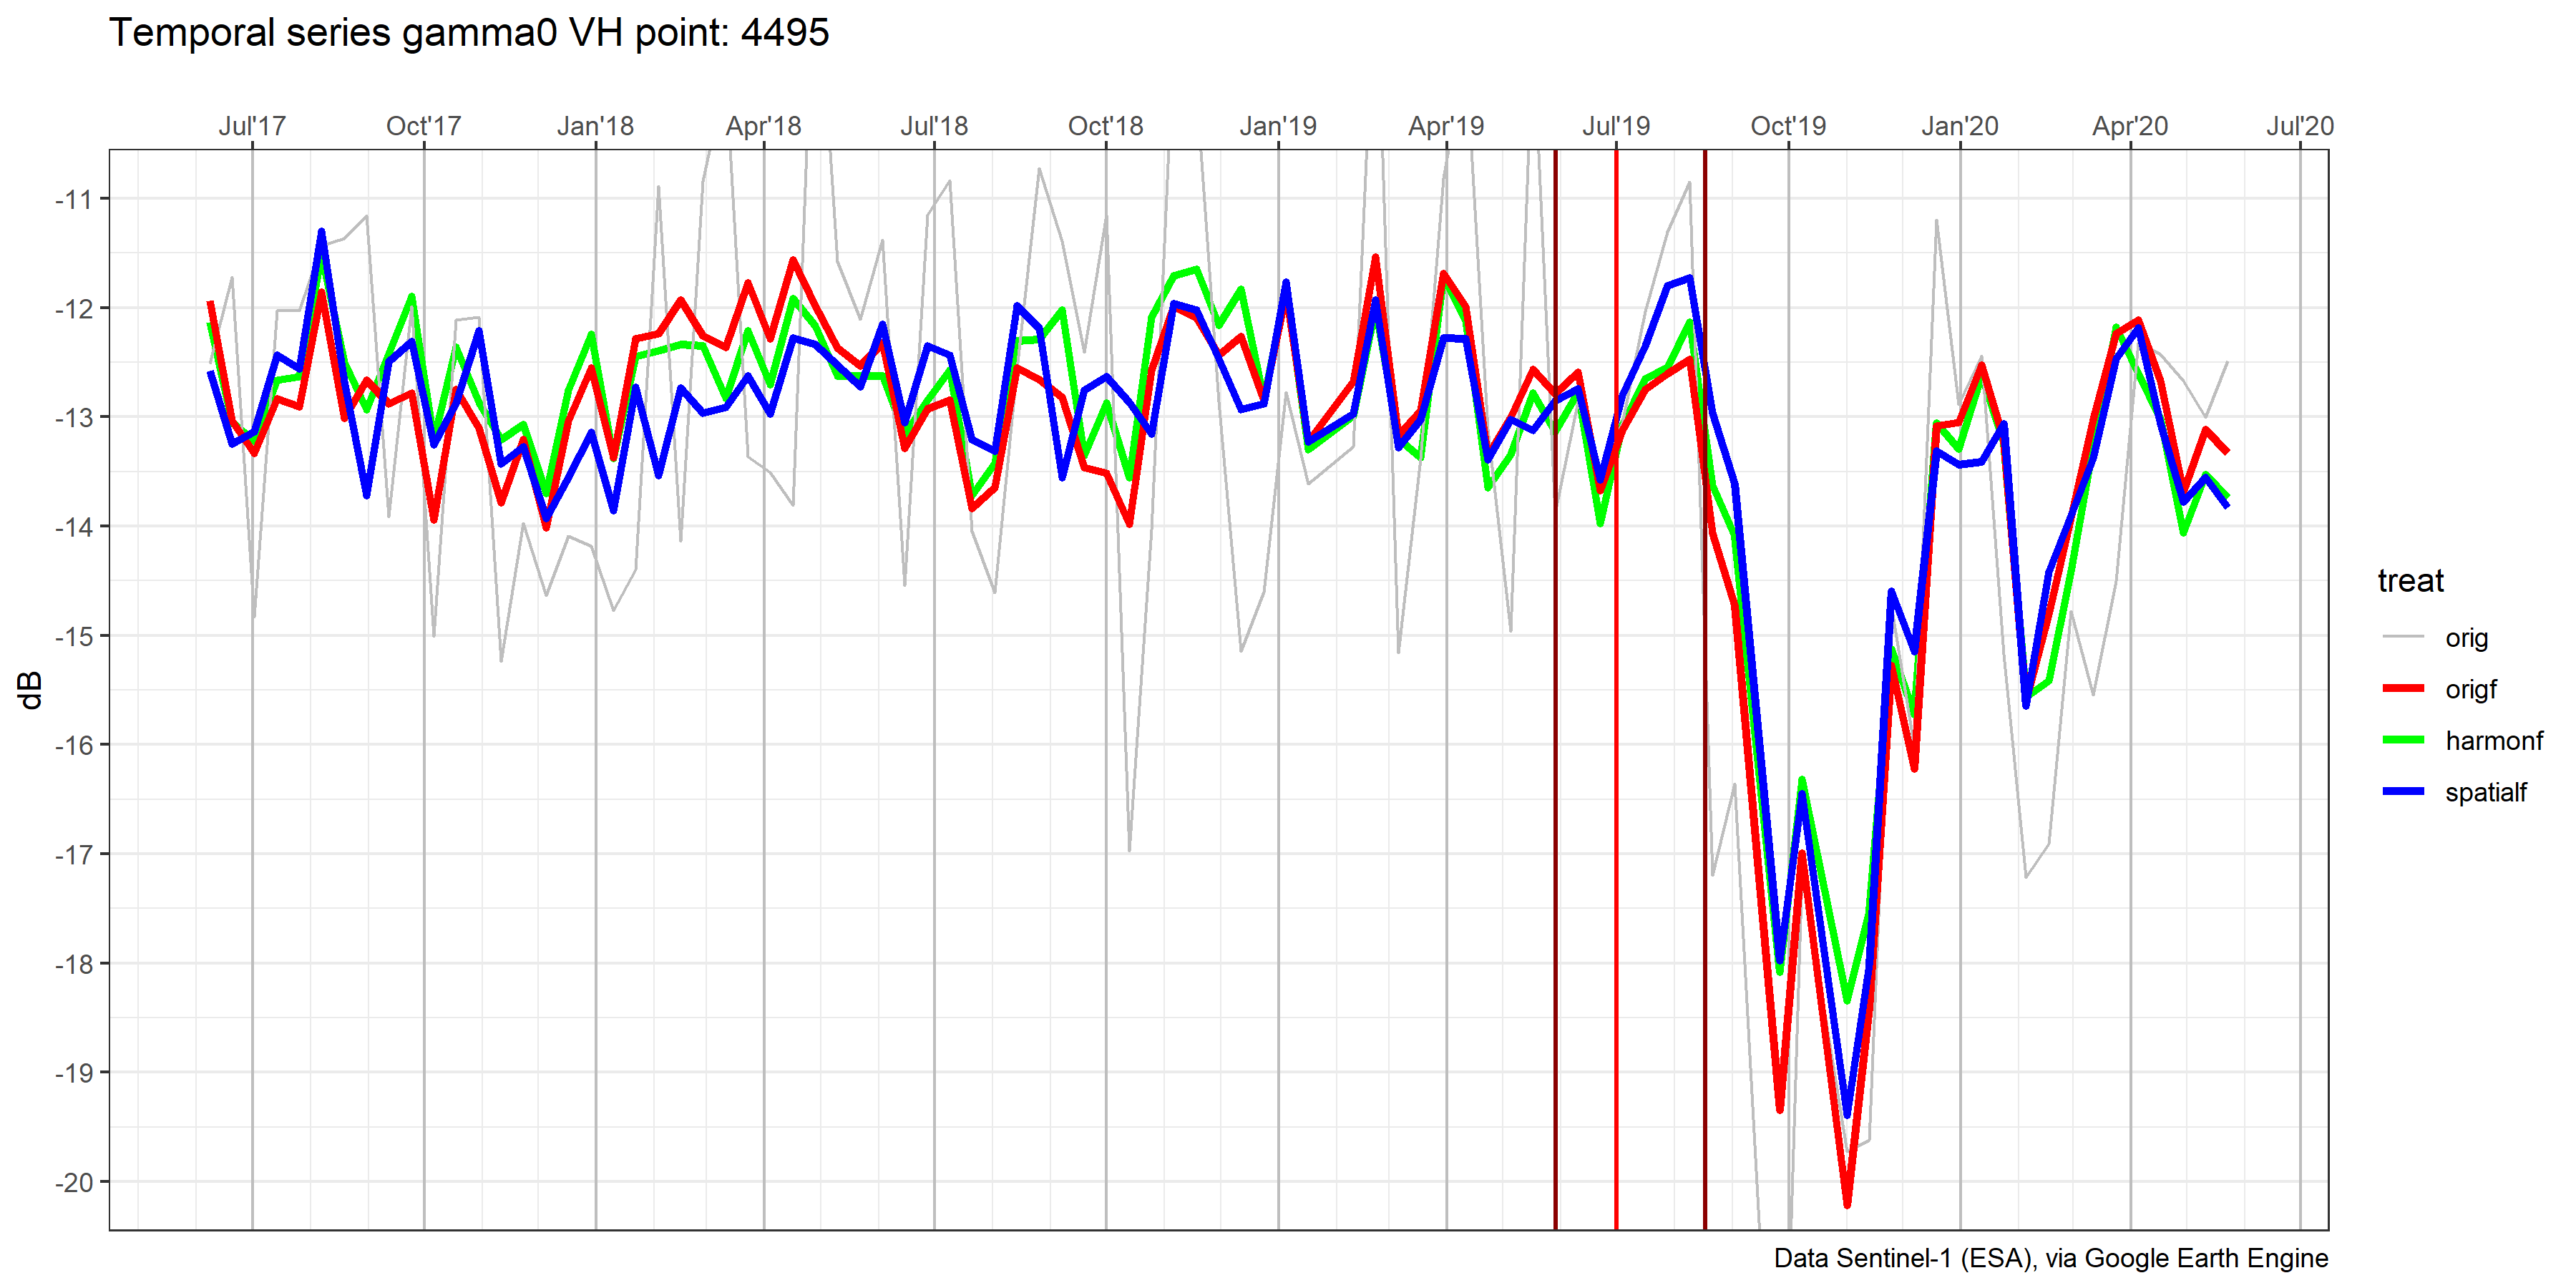 Temporal series gamma0 VH point: 4495
Jul'17 Oct'17 Jan'18 Apr'18 Jul'18 Oct'18 Jan'19 Apr'19 Jul'19 Oct'19 Jan'20 Apr'20 Jul'20
-11
-12
-13
-14
-15
-16
-17
-18
-19
-20
dB
treat
orig
origf
harmonf
spatialf
Data Sentinel-1 (ESA), via Google Earth Engine